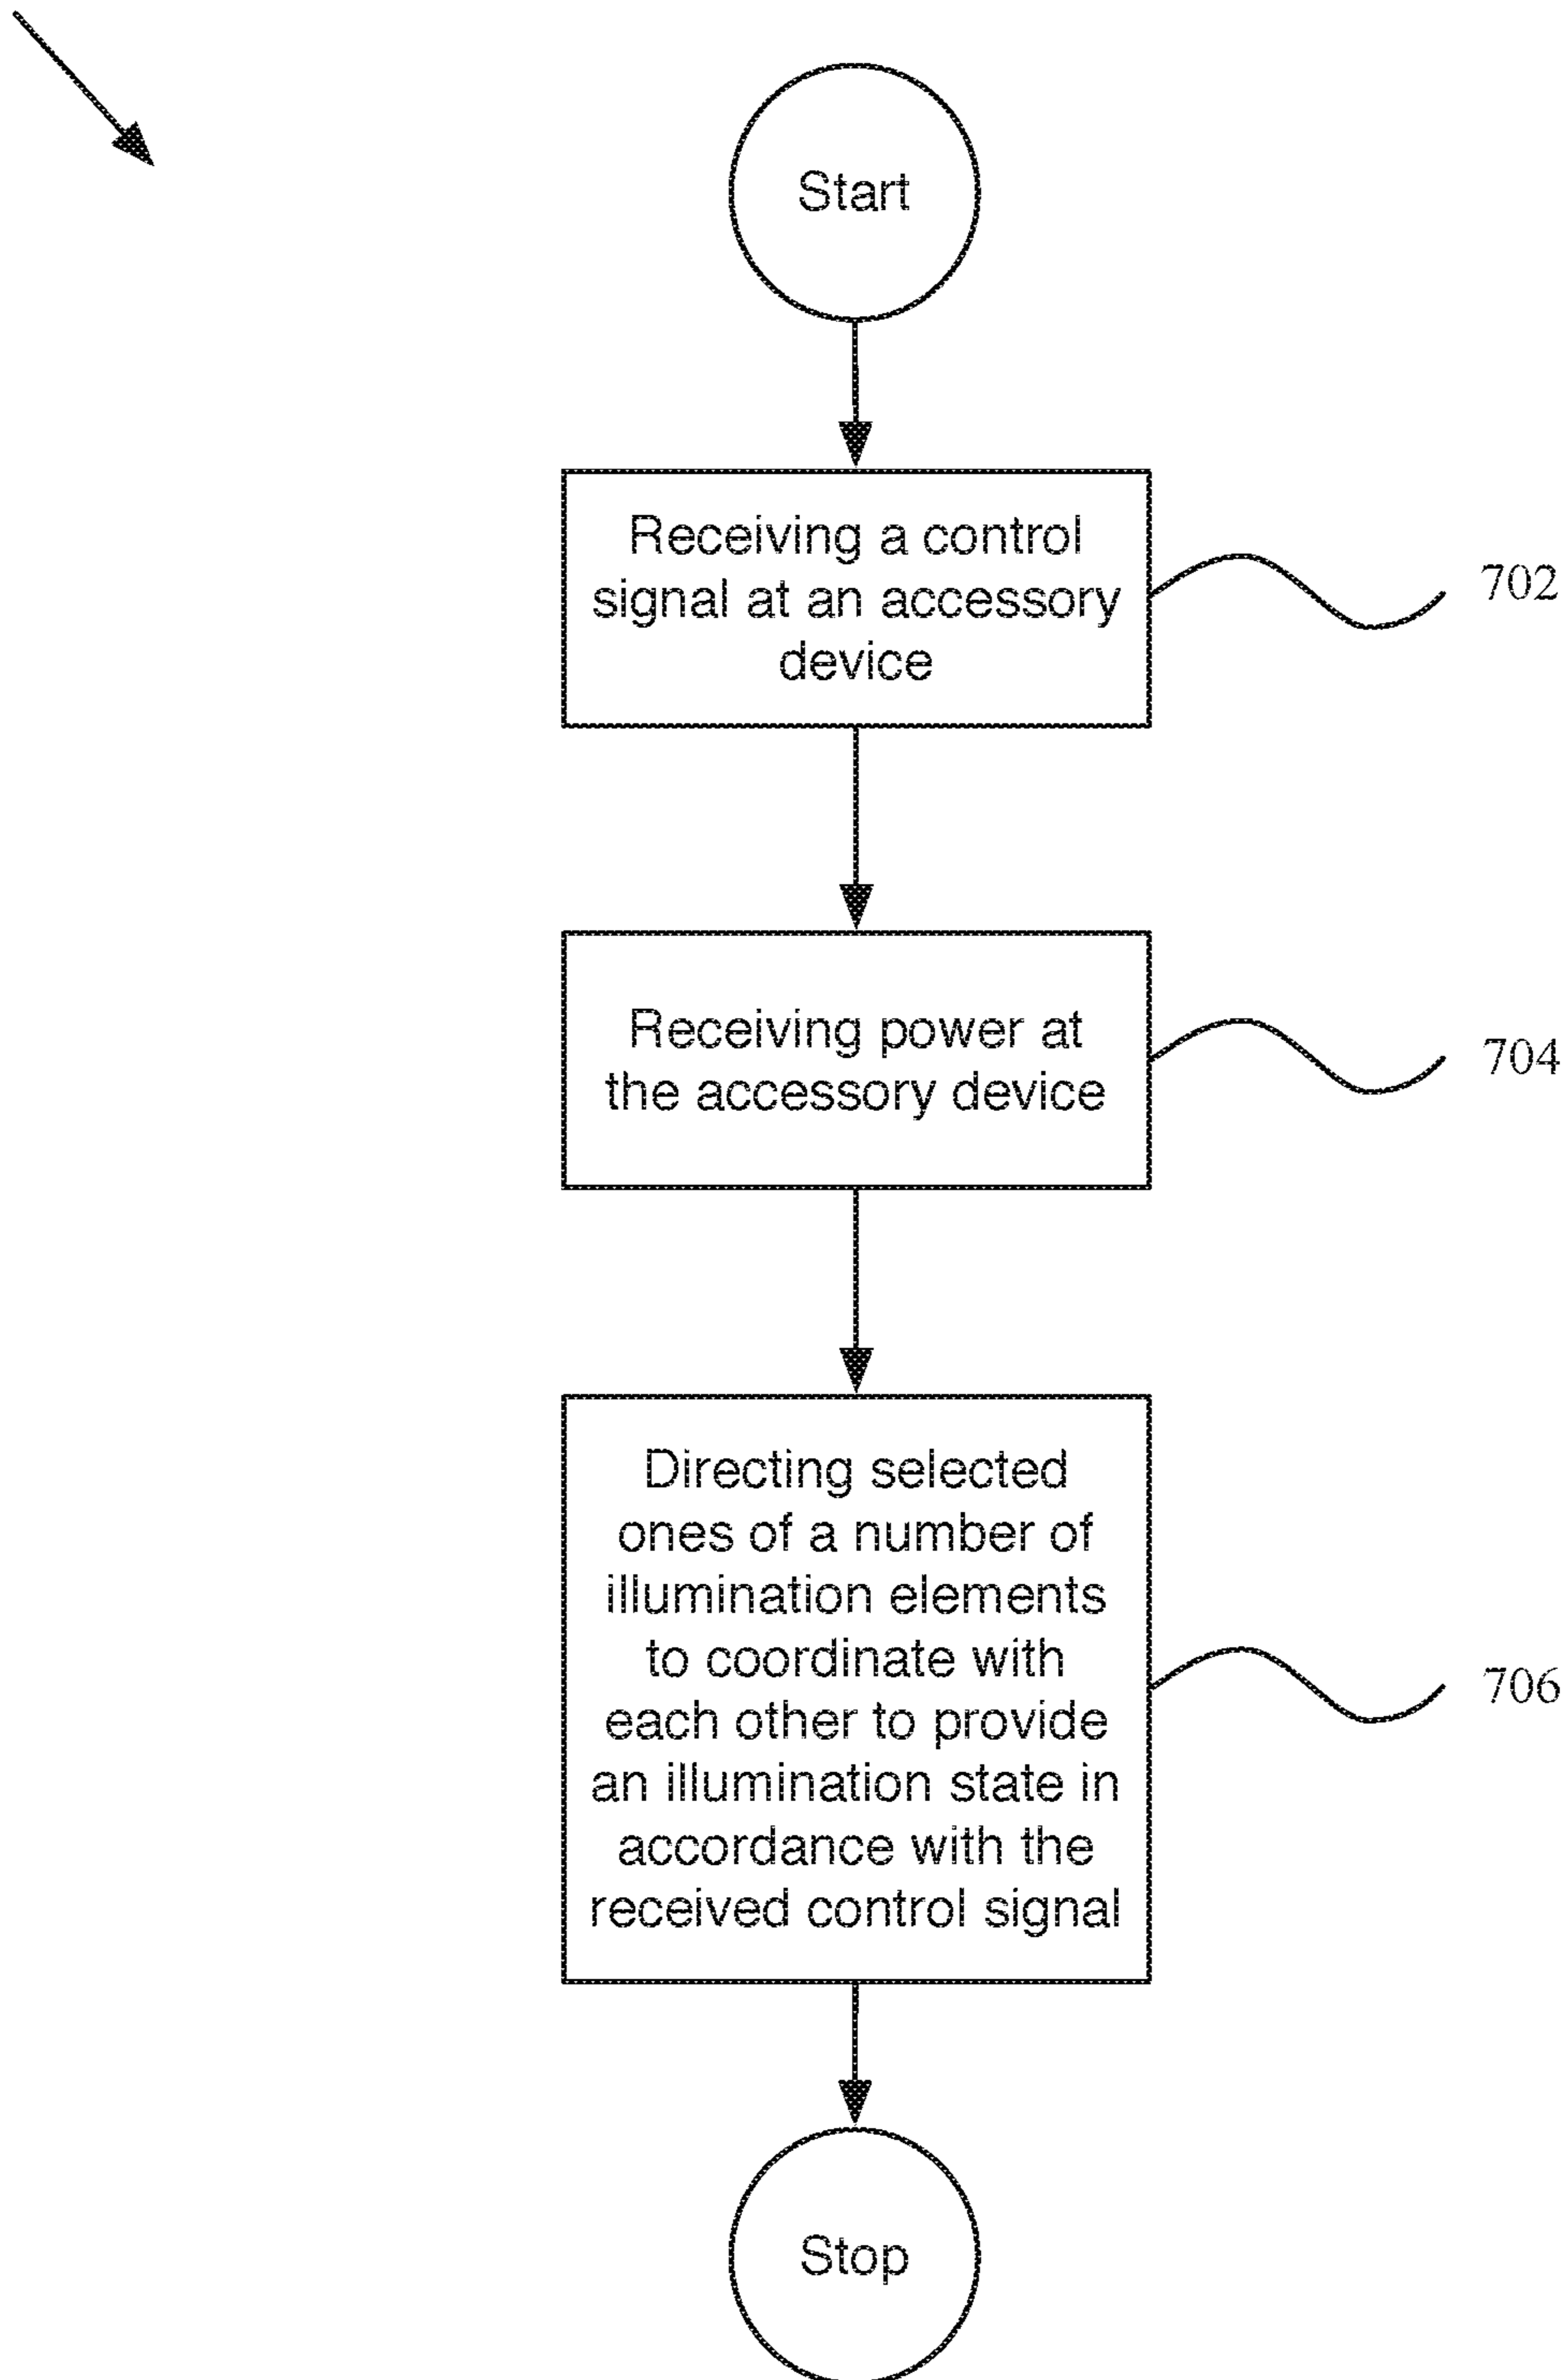 Start
Receiving a control
signal at an accessory
device
702
Receiving power at
the accessory device
704
Directing selected
ones of a number of
illumination elements
to coordinate with
each other to provide
an illumination state in
accordance with the
received control signal
706
Stop